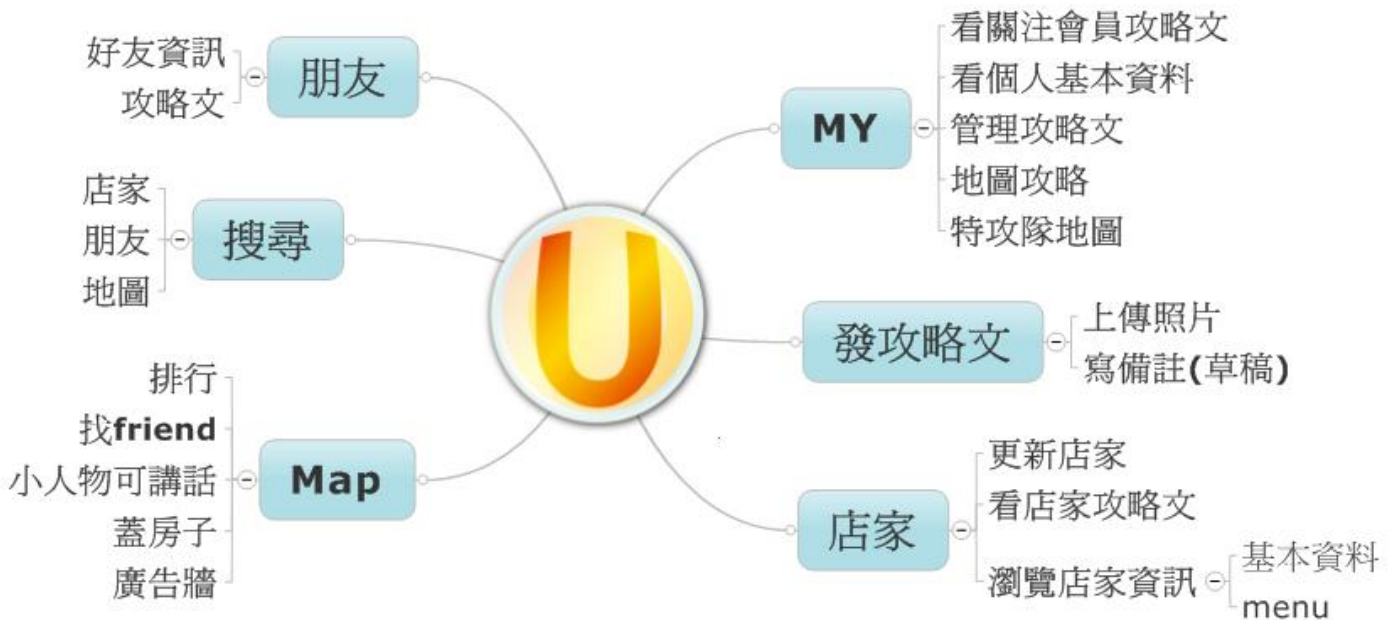 朋友
好友資訊
攻略文
搜尋
店家
朋友
地圖
Map
排行
找friend
小人物可講話
蓋房子
廣告牆
U
MY
看關注會員攻略文
看個人基本資料
管理攻略文
地圖攻略
特攻隊地圖
發攻略文
上傳照片
寫備註(草稿)
店家
更新店家
看店家攻略文
瀏覽店家資訊
基本資料
menu